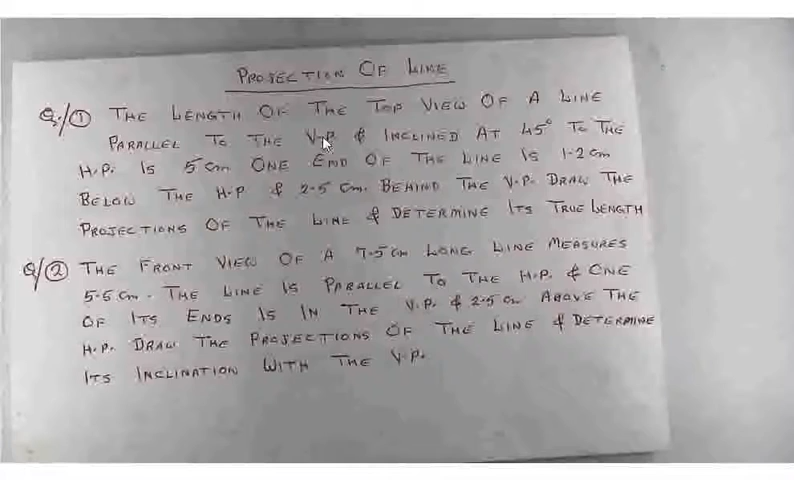 PROJECTION OF LINE
Q/① THE LENGTH OF THE TOP VIEW OF A LINE
PARALLEL TO THE V.P. & INCLINED AT 45° TO THE
H.P. IS 5 cm ONE END OF THE LINE IS 1.2 cm
BELOW THE H.P & 2.5 cm. BEHIND THE V.P. DRAW THE
PROJECTIONS OF THE LINE & DETERMINE ITS TRUE LENGTH
Q/② THE FRONT VIEW OF A 7.5 cm LONG LINE MEASURES
5.5 cm. THE LINE IS PARALLEL TO THE H.P. & ONE
OF ITS ENDS IS IN THE V.P. & 2.5 cm ABOVE THE
H.P. DRAW THE PROJECTIONS OF THE LINE & DETERMINE
ITS INCLINATION WITH THE V.P.